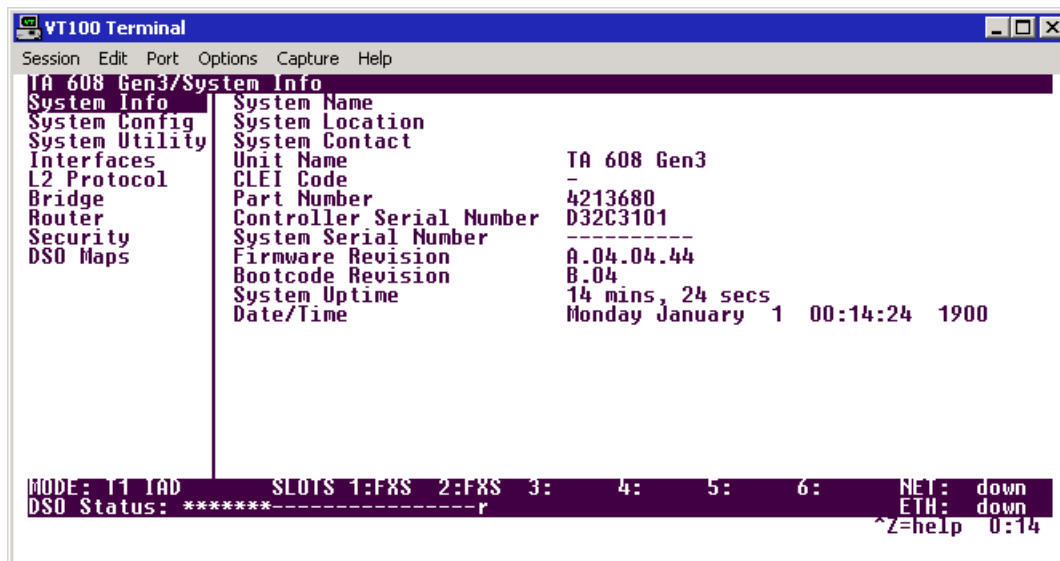 VT100 Terminal
Session Edit Port Options Capture Help
TA 608 Gen3/System Info
System Info System Name
System Config System Location
System Utility System Contact
Interfaces Unit Name TA 608 Gen3
L2 Protocol CLEI Code -
Bridge Part Number 4213680
Router Controller Serial Number D32C3101
Security System Serial Number ----------
DS0 Maps Firmware Revision A.04.04.44
Bootcode Revision B.04
System Uptime 14 mins, 24 secs
Date/Time Monday January 1 00:14:24 1900
MODE: T1 IAD SLOTS 1:FXS 2:FXS 3: 4: 5: 6: NET: down
DS0 Status: *******-----------------r ETH: down
^Z=help 0:14